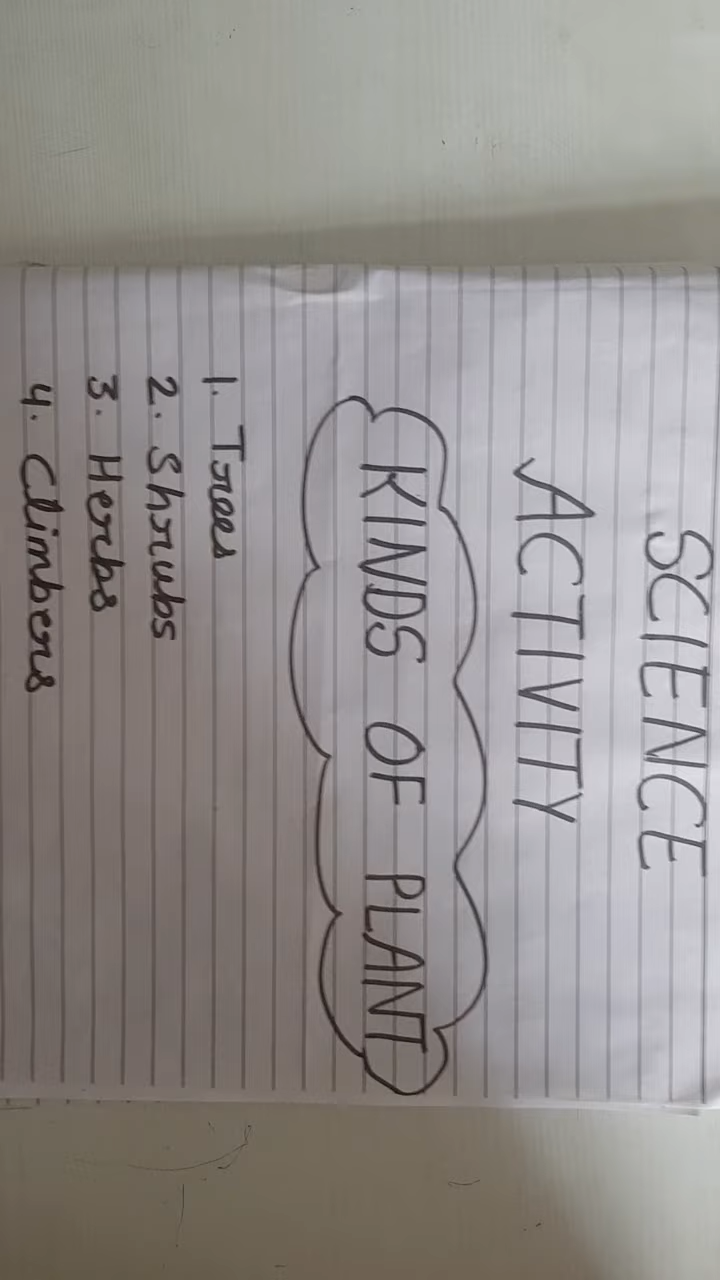 SCIENCE
ACTIVITY
KINDS OF PLANT
1. Trees
2. Shrubs
3. Herbs
4. Climbers